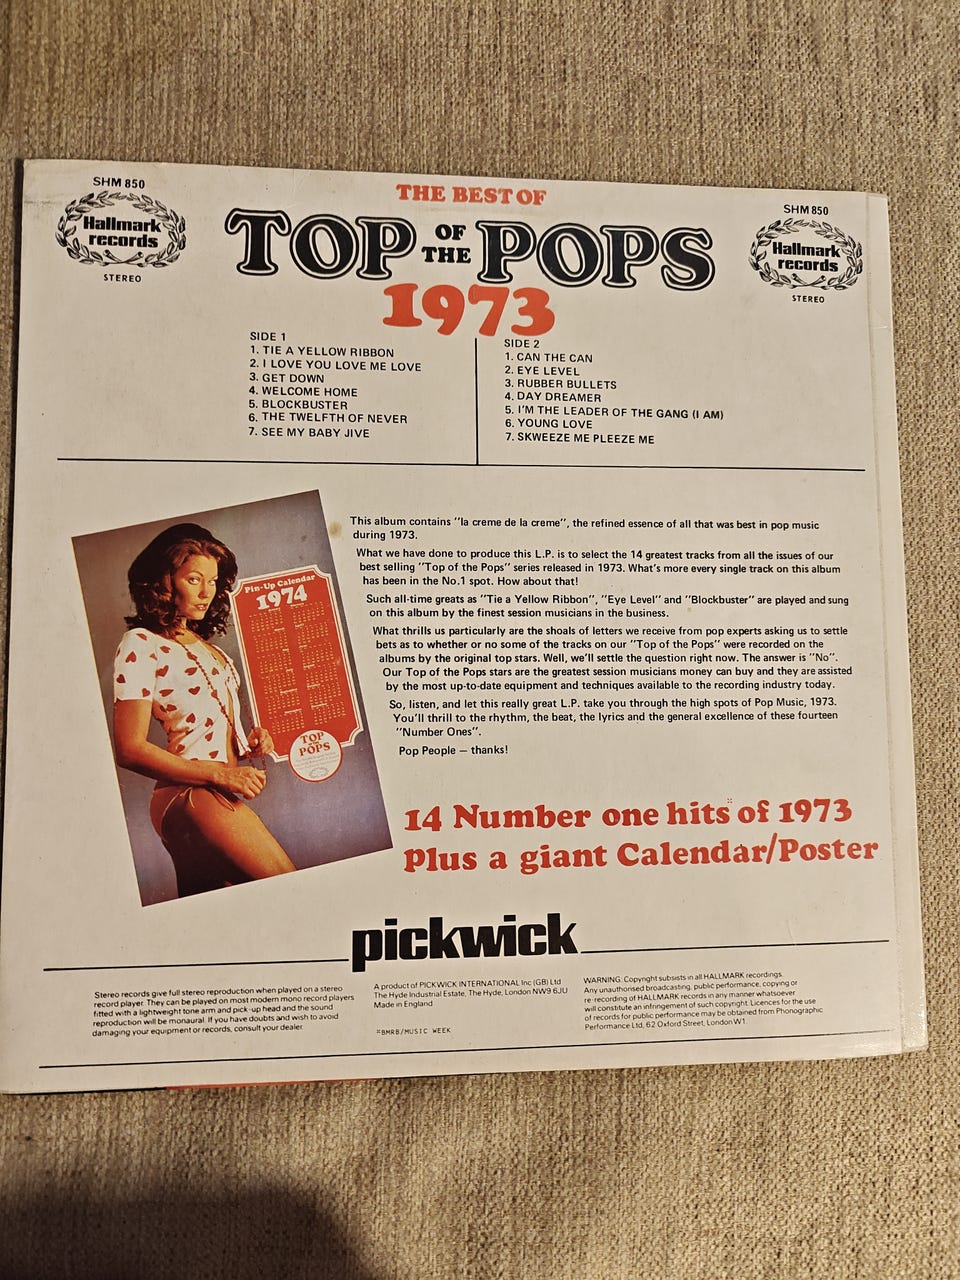 SHM 850
Hallmark
records
STEREO
THE BEST OF
TOP OF THE POPS
1973
SHM 850
Hallmark
records
STEREO
SIDE 1
1. TIE A YELLOW RIBBON
2. I LOVE YOU LOVE ME LOVE
3. GET DOWN
4. WELCOME HOME
5. BLOCKBUSTER
6. THE TWELFTH OF NEVER
7. SEE MY BABY JIVE
SIDE 2
1. CAN THE CAN
2. EYE LEVEL
3. RUBBER BULLETS
4. DAY DREAMER
5. I'M THE LEADER OF THE GANG (I AM)
6. YOUNG LOVE
7. SKWEEZE ME PLEEZE ME
Pin-Up Calendar
1974
TOP
OF THE
POPS
This album contains "la creme de la creme", the refined essence of all that was best in pop music
during 1973.
What we have done to produce this L.P. is to select the 14 greatest tracks from all the issues of our
best selling "Top of the Pops" series released in 1973. What's more every single track on this album
has been in the No.1 spot. How about that!
Such all-time greats as "Tie a Yellow Ribbon", "Eye Level" and "Blockbuster" are played and sung
on this album by the finest session musicians in the business.
What thrills us particularly are the shoals of letters we receive from pop experts asking us to settle
bets as to whether or no some of the tracks on our "Top of the Pops" were recorded on the
albums by the original top stars. Well, we'll settle the question right now. The answer is "No".
Our Top of the Pops stars are the greatest session musicians money can buy and they are assisted
by the most up-to-date equipment and techniques available to the recording industry today.
So, listen, and let this really great L.P. take you through the high spots of Pop Music, 1973.
You'll thrill to the rhythm, the beat, the lyrics and the general excellence of these fourteen
"Number Ones".
Pop People – thanks!
14 Number one hits of 1973
Plus a giant Calendar/Poster
pickwick
Stereo records give full stereo reproduction when played on a stereo
record player. They can be played on most modern mono record players
fitted with a lightweight tone arm and pick-up head and the sound
reproduction will be monaural. If you have doubts and wish to avoid
damaging your equipment or records, consult your dealer.
A product of PICKWICK INTERNATIONAL Inc (GB) Ltd
The Hyde Industrial Estate, The Hyde, London NW9 6JU
Made in England
※BMRB/MUSIC WEEK
WARNING: Copyright subsists in all HALLMARK recordings.
Any unauthorised broadcasting, public performance, copying or
re-recording of HALLMARK records in any manner whatsoever
will constitute an infringement of such copyright. Licences for the use
of records for public performance may be obtained from Phonographic
Performance Ltd, 62 Oxford Street, London W1.